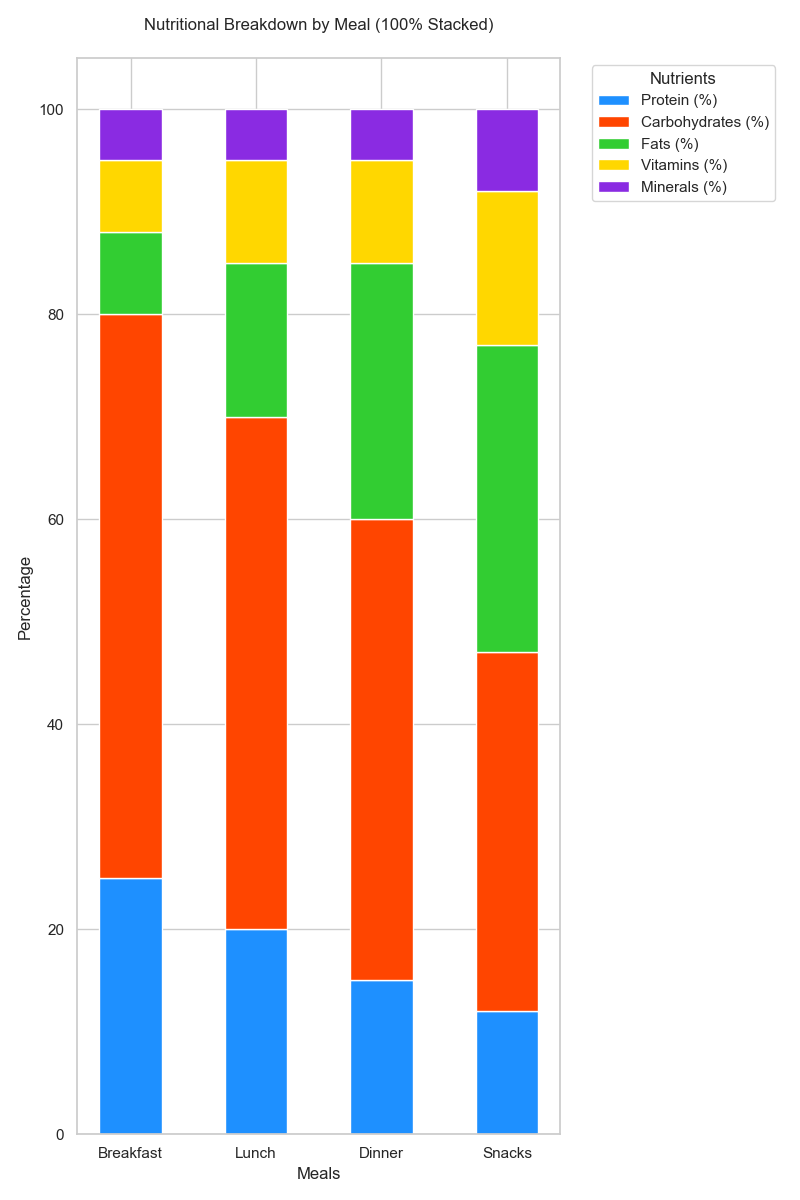 Nutritional Breakdown by Meal (100% Stacked)
Nutrients
Protein (%)
Carbohydrates (%)
Fats (%)
Vitamins (%)
Minerals (%)
Percentage
100
80
60
40
20
0
Breakfast Lunch Dinner Snacks
Meals